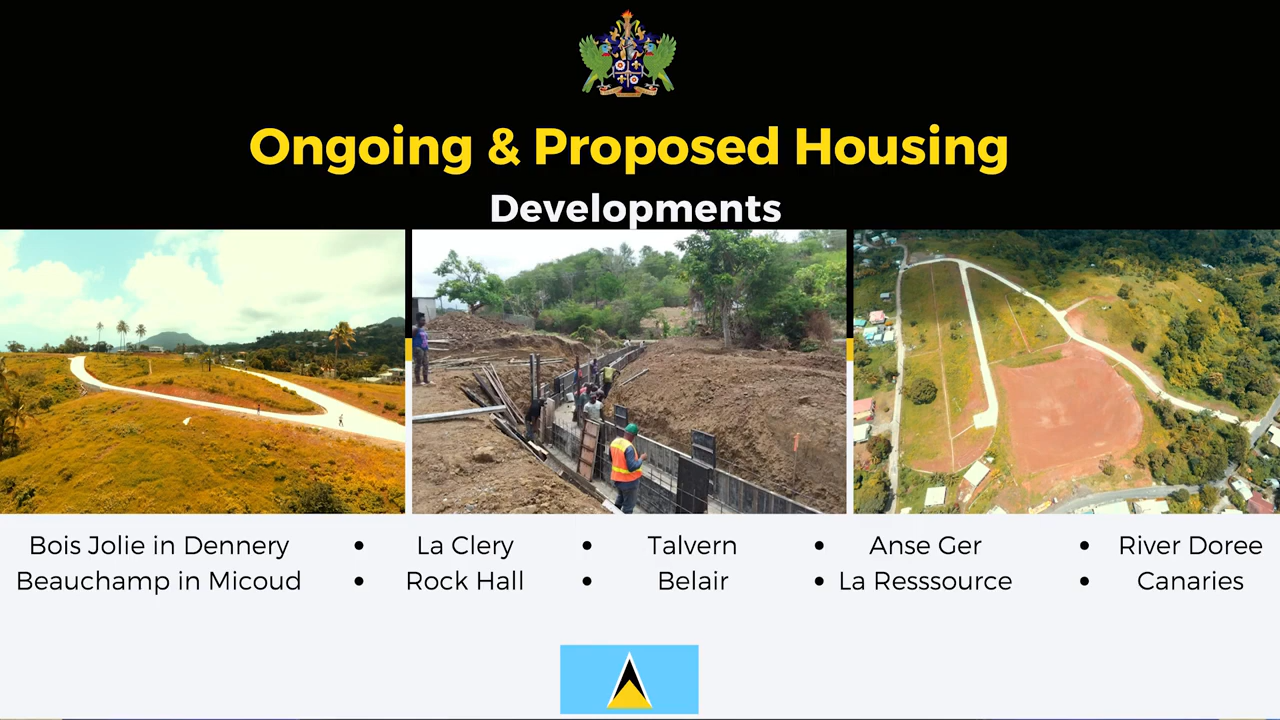 Ongoing & Proposed Housing
Developments
Bois Jolie in Dennery • La Clery • Talvern • Anse Ger • River Doree
Beauchamp in Micoud • Rock Hall • Belair • La Resssource • Canaries